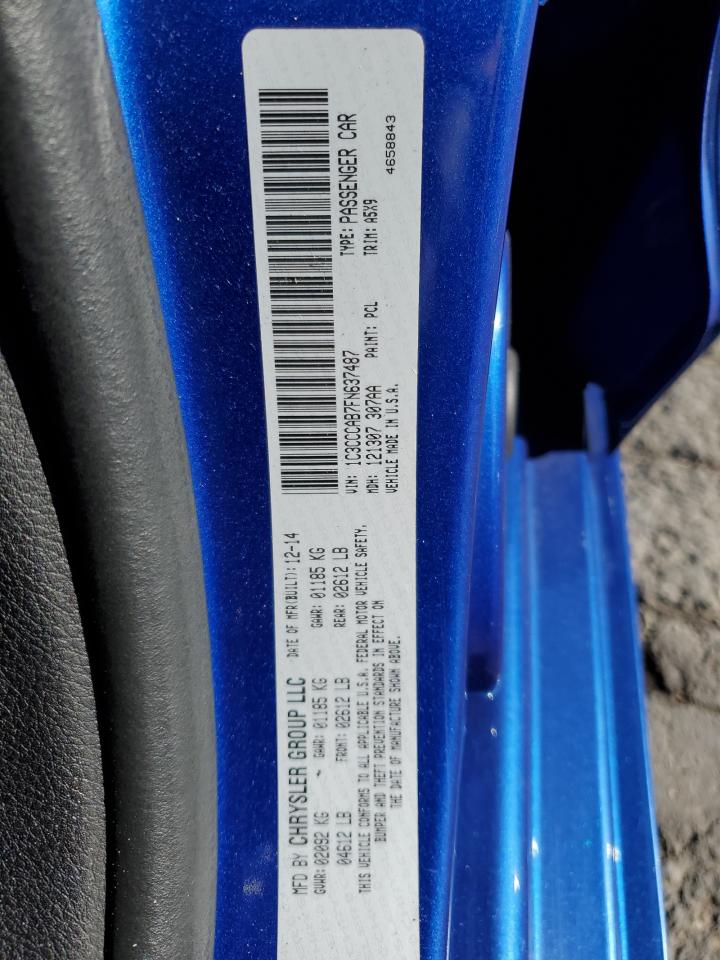 MFD BY CHRYSLER GROUP LLC DATE OF MFR(BUILT): 12-14
GVWR: 02092 KG GAWR: 01185 KG GAWR: 01185 KG
04612 LB FRONT: 02612 LB REAR: 02612 LB
THIS VEHICLE CONFORMS TO ALL APPLICABLE U.S.A. FEDERAL MOTOR VEHICLE SAFETY,
BUMPER AND THEFT PREVENTION STANDARDS IN EFFECT ON
THE DATE OF MANUFACTURE SHOWN ABOVE.
VIN: 1C3CCCAB7FN637487 TYPE: PASSENGER CAR
MDH: 121307 307AA PAINT: PCL TRIM: A5X9
VEHICLE MADE IN U.S.A. 4658843